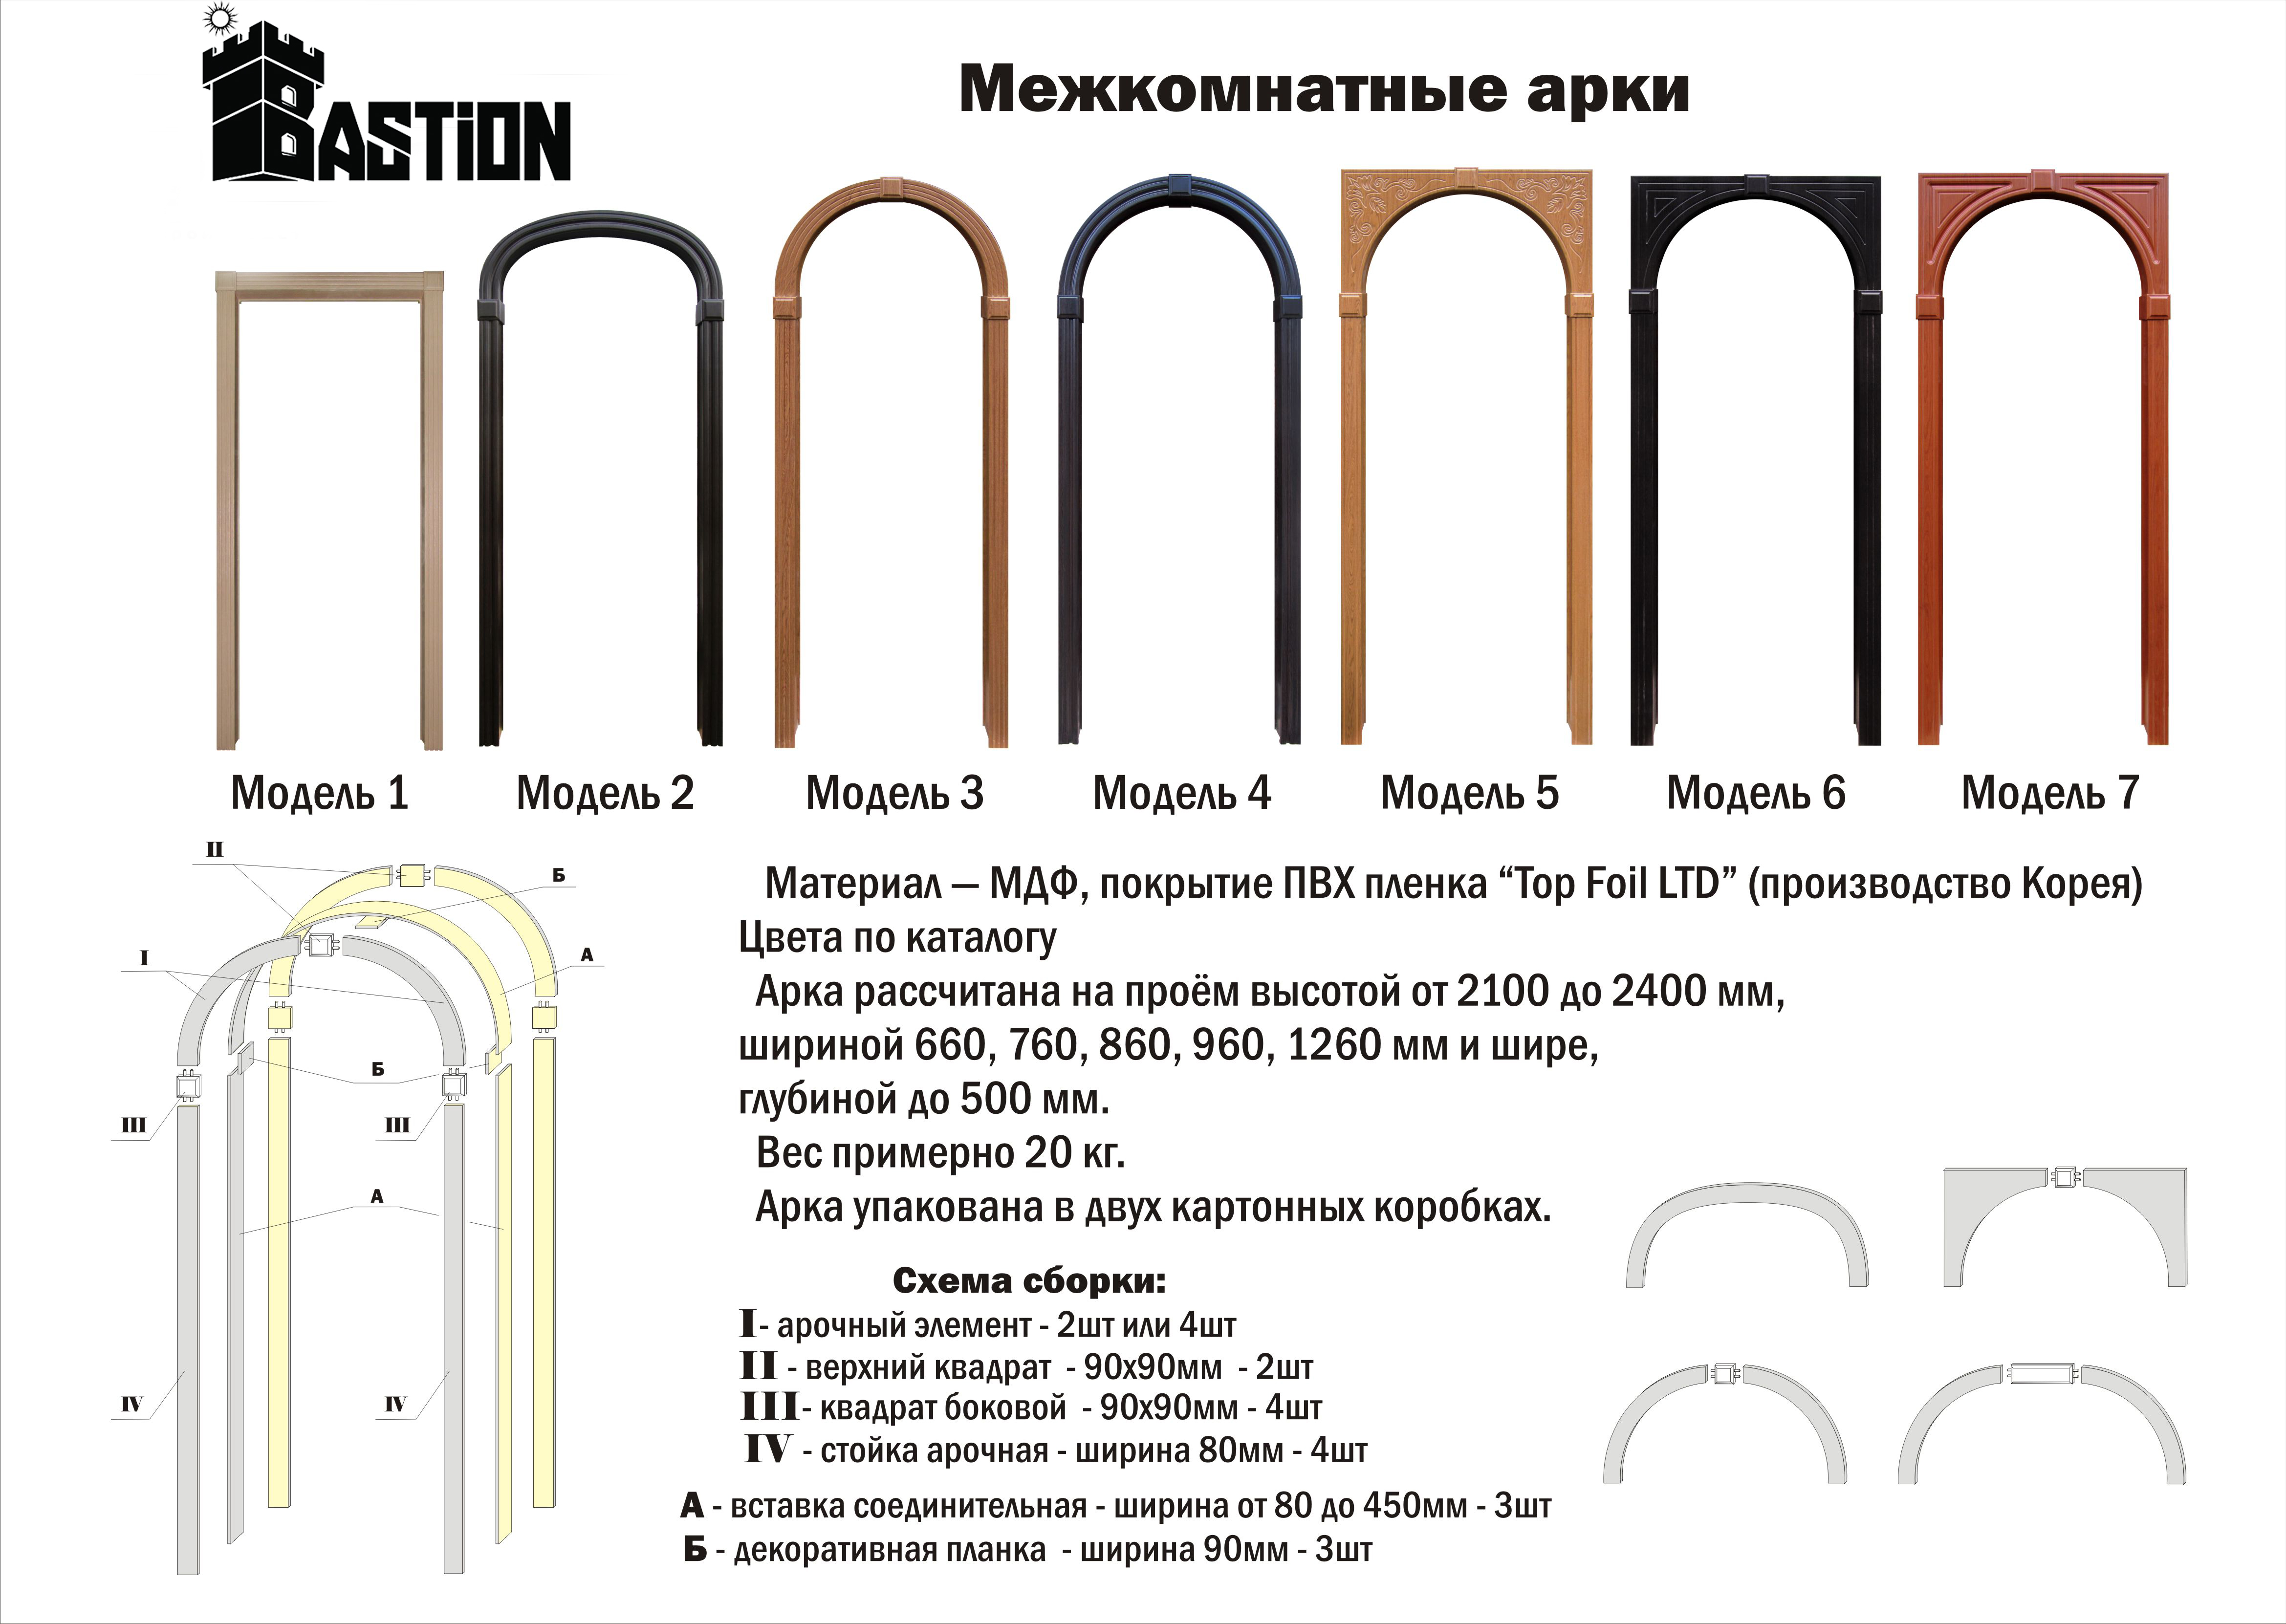 BASTiON
Межкомнатные арки
Модель 1
Модель 2
Модель 3
Модель 4
Модель 5
Модель 6
Модель 7
II
Б
I
А
Б
III
III
А
IV
IV
Материал — МДФ, покрытие ПВХ пленка “Top Foil LTD” (производство Корея)
Цвета по каталогу
Арка рассчитана на проём высотой от 2100 до 2400 мм,
шириной 660, 760, 860, 960, 1260 мм и шире,
глубиной до 500 мм.
Вес примерно 20 кг.
Арка упакована в двух картонных коробках.
Схема сборки:
I- арочный элемент - 2шт или 4шт
II - верхний квадрат - 90х90мм - 2шт
III- квадрат боковой - 90х90мм - 4шт
IV - стойка арочная - ширина 80мм - 4шт
А - вставка соединительная - ширина от 80 до 450мм - 3шт
Б - декоративная планка - ширина 90мм - 3шт